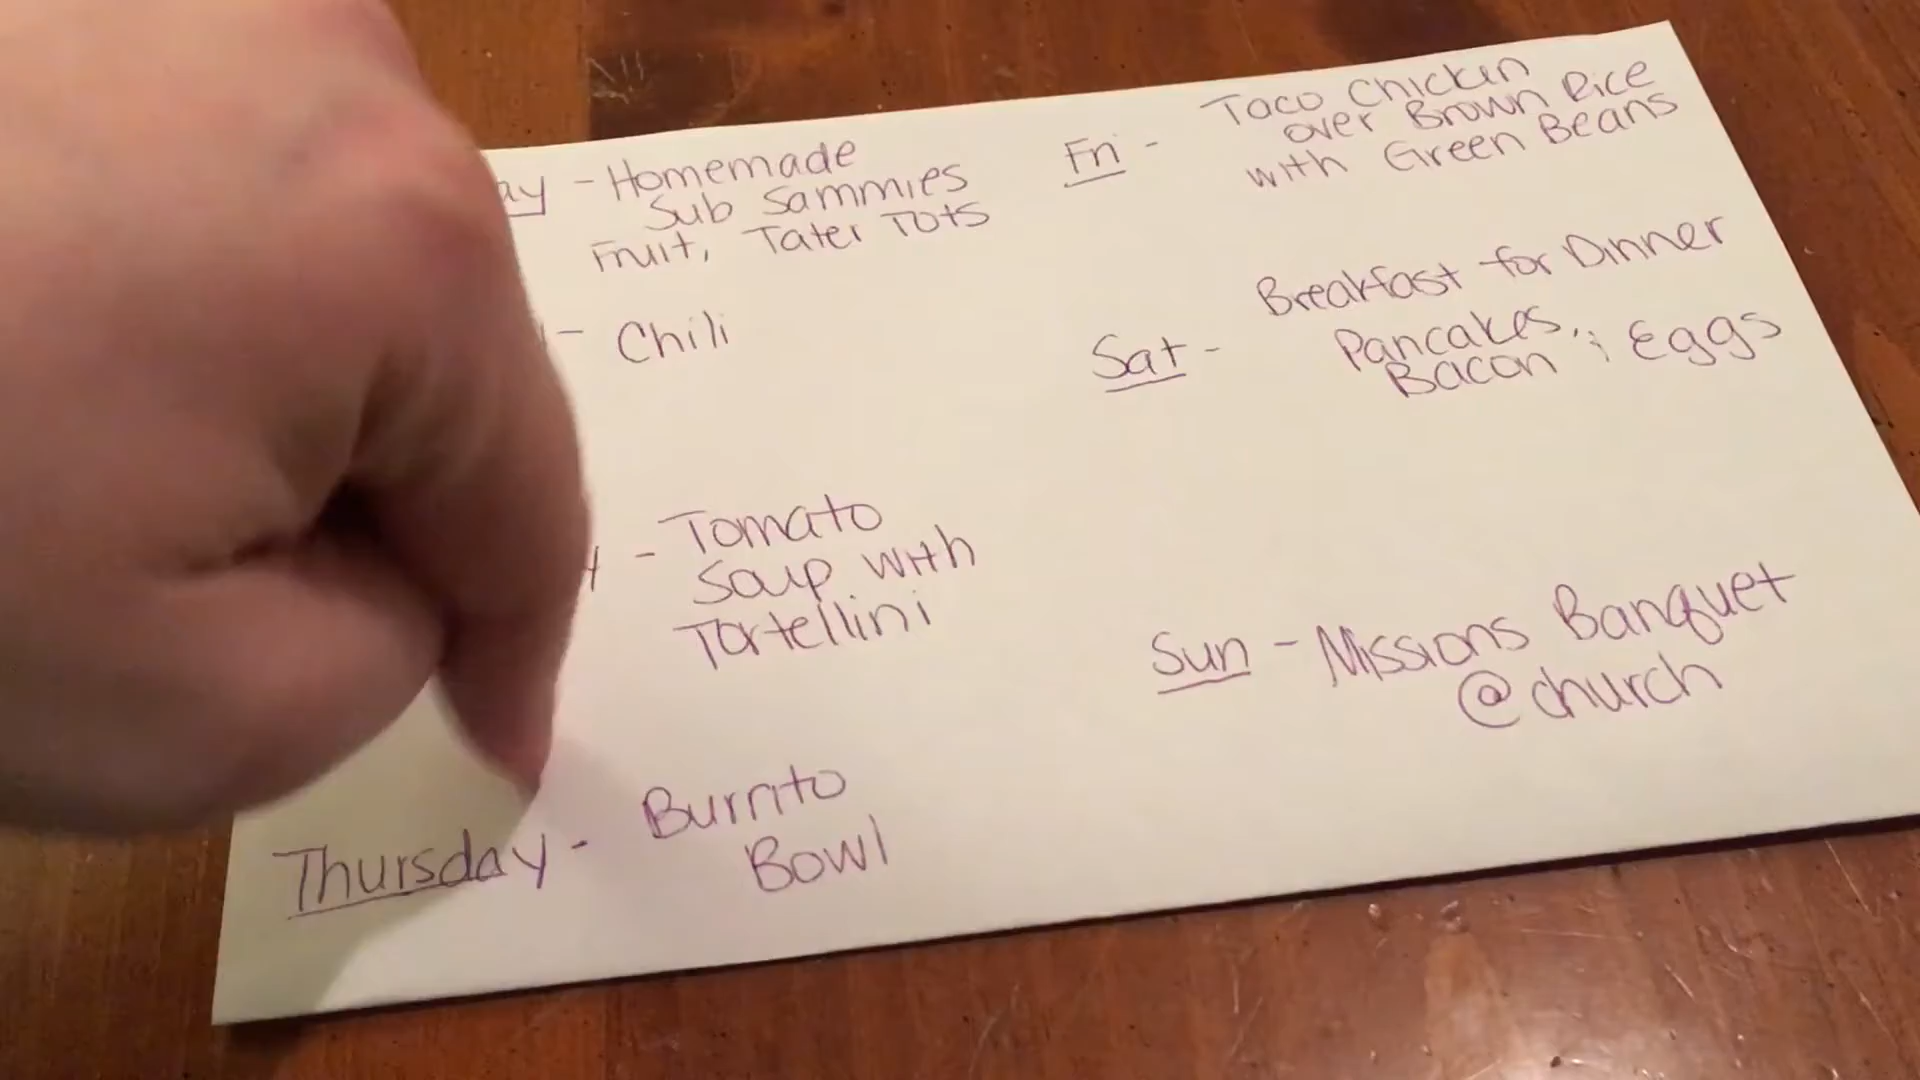 ay - Homemade
Sub Sammies
Fruit, Tater Tots
- Chili
y - Tomato
Soup with
Tortellini
Thursday - Burrito
Bowl
Fri - Taco Chicken
over Brown Rice
with Green Beans
Breakfast for Dinner
Sat - Pancakes,
Bacon & Eggs
Sun - Missions Banquet
@church